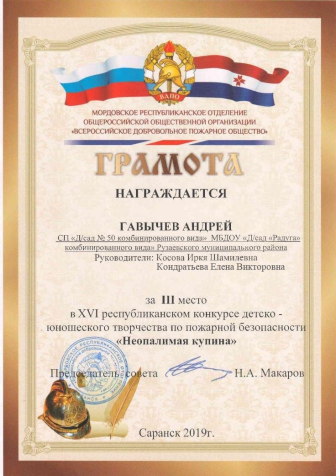 ВДПО
МОРДОВСКОЕ РЕСПУБЛИКАНСКОЕ ОТДЕЛЕНИЕ
ОБЩЕРОССИЙСКОЙ ОБЩЕСТВЕННОЙ ОРГАНИЗАЦИИ
«ВСЕРОССИЙСКОЕ ДОБРОВОЛЬНОЕ ПОЖАРНОЕ ОБЩЕСТВО»
ГРАМОТА
НАГРАЖДАЕТСЯ
ГАВЫЧЕВ АНДРЕЙ
СП «Д/сад № 50 комбинированного вида» МБДОУ «Д/сад «Радуга»
комбинированного вида» Рузаевского муниципального района
Руководители: Косова Ирина Шамилевна
Кондратьева Елена Викторовна
за III место
в XVI республиканском конкурсе детско -
юношеского творчества по пожарной безопасности
«Неопалимая купина»
Председатель совета Н.А. Макаров
Саранск 2019г.